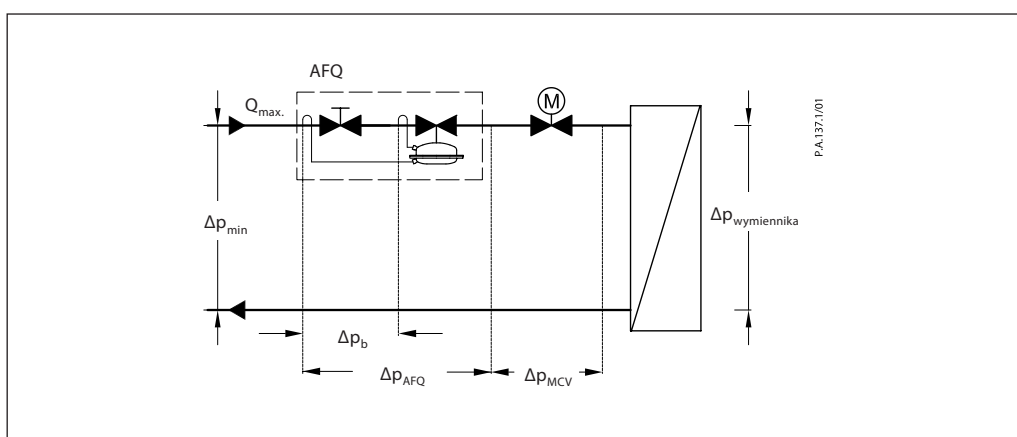 AFQ
Qmax.
M
P.A.137.1/01
Δpmin
Δpwymiennika
Δpb
ΔpAFQ
ΔpMCV